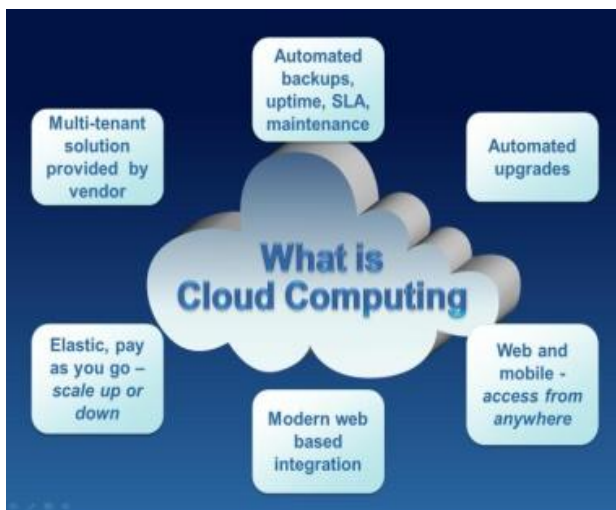 Automated
backups,
uptime, SLA,
maintenance
Multi-tenant
solution
provided by
vendor
Automated
upgrades
What is
Cloud Computing
Elastic, pay
as you go –
scale up or
down
Web and
mobile -
access from
anywhere
Modern web
based
integration